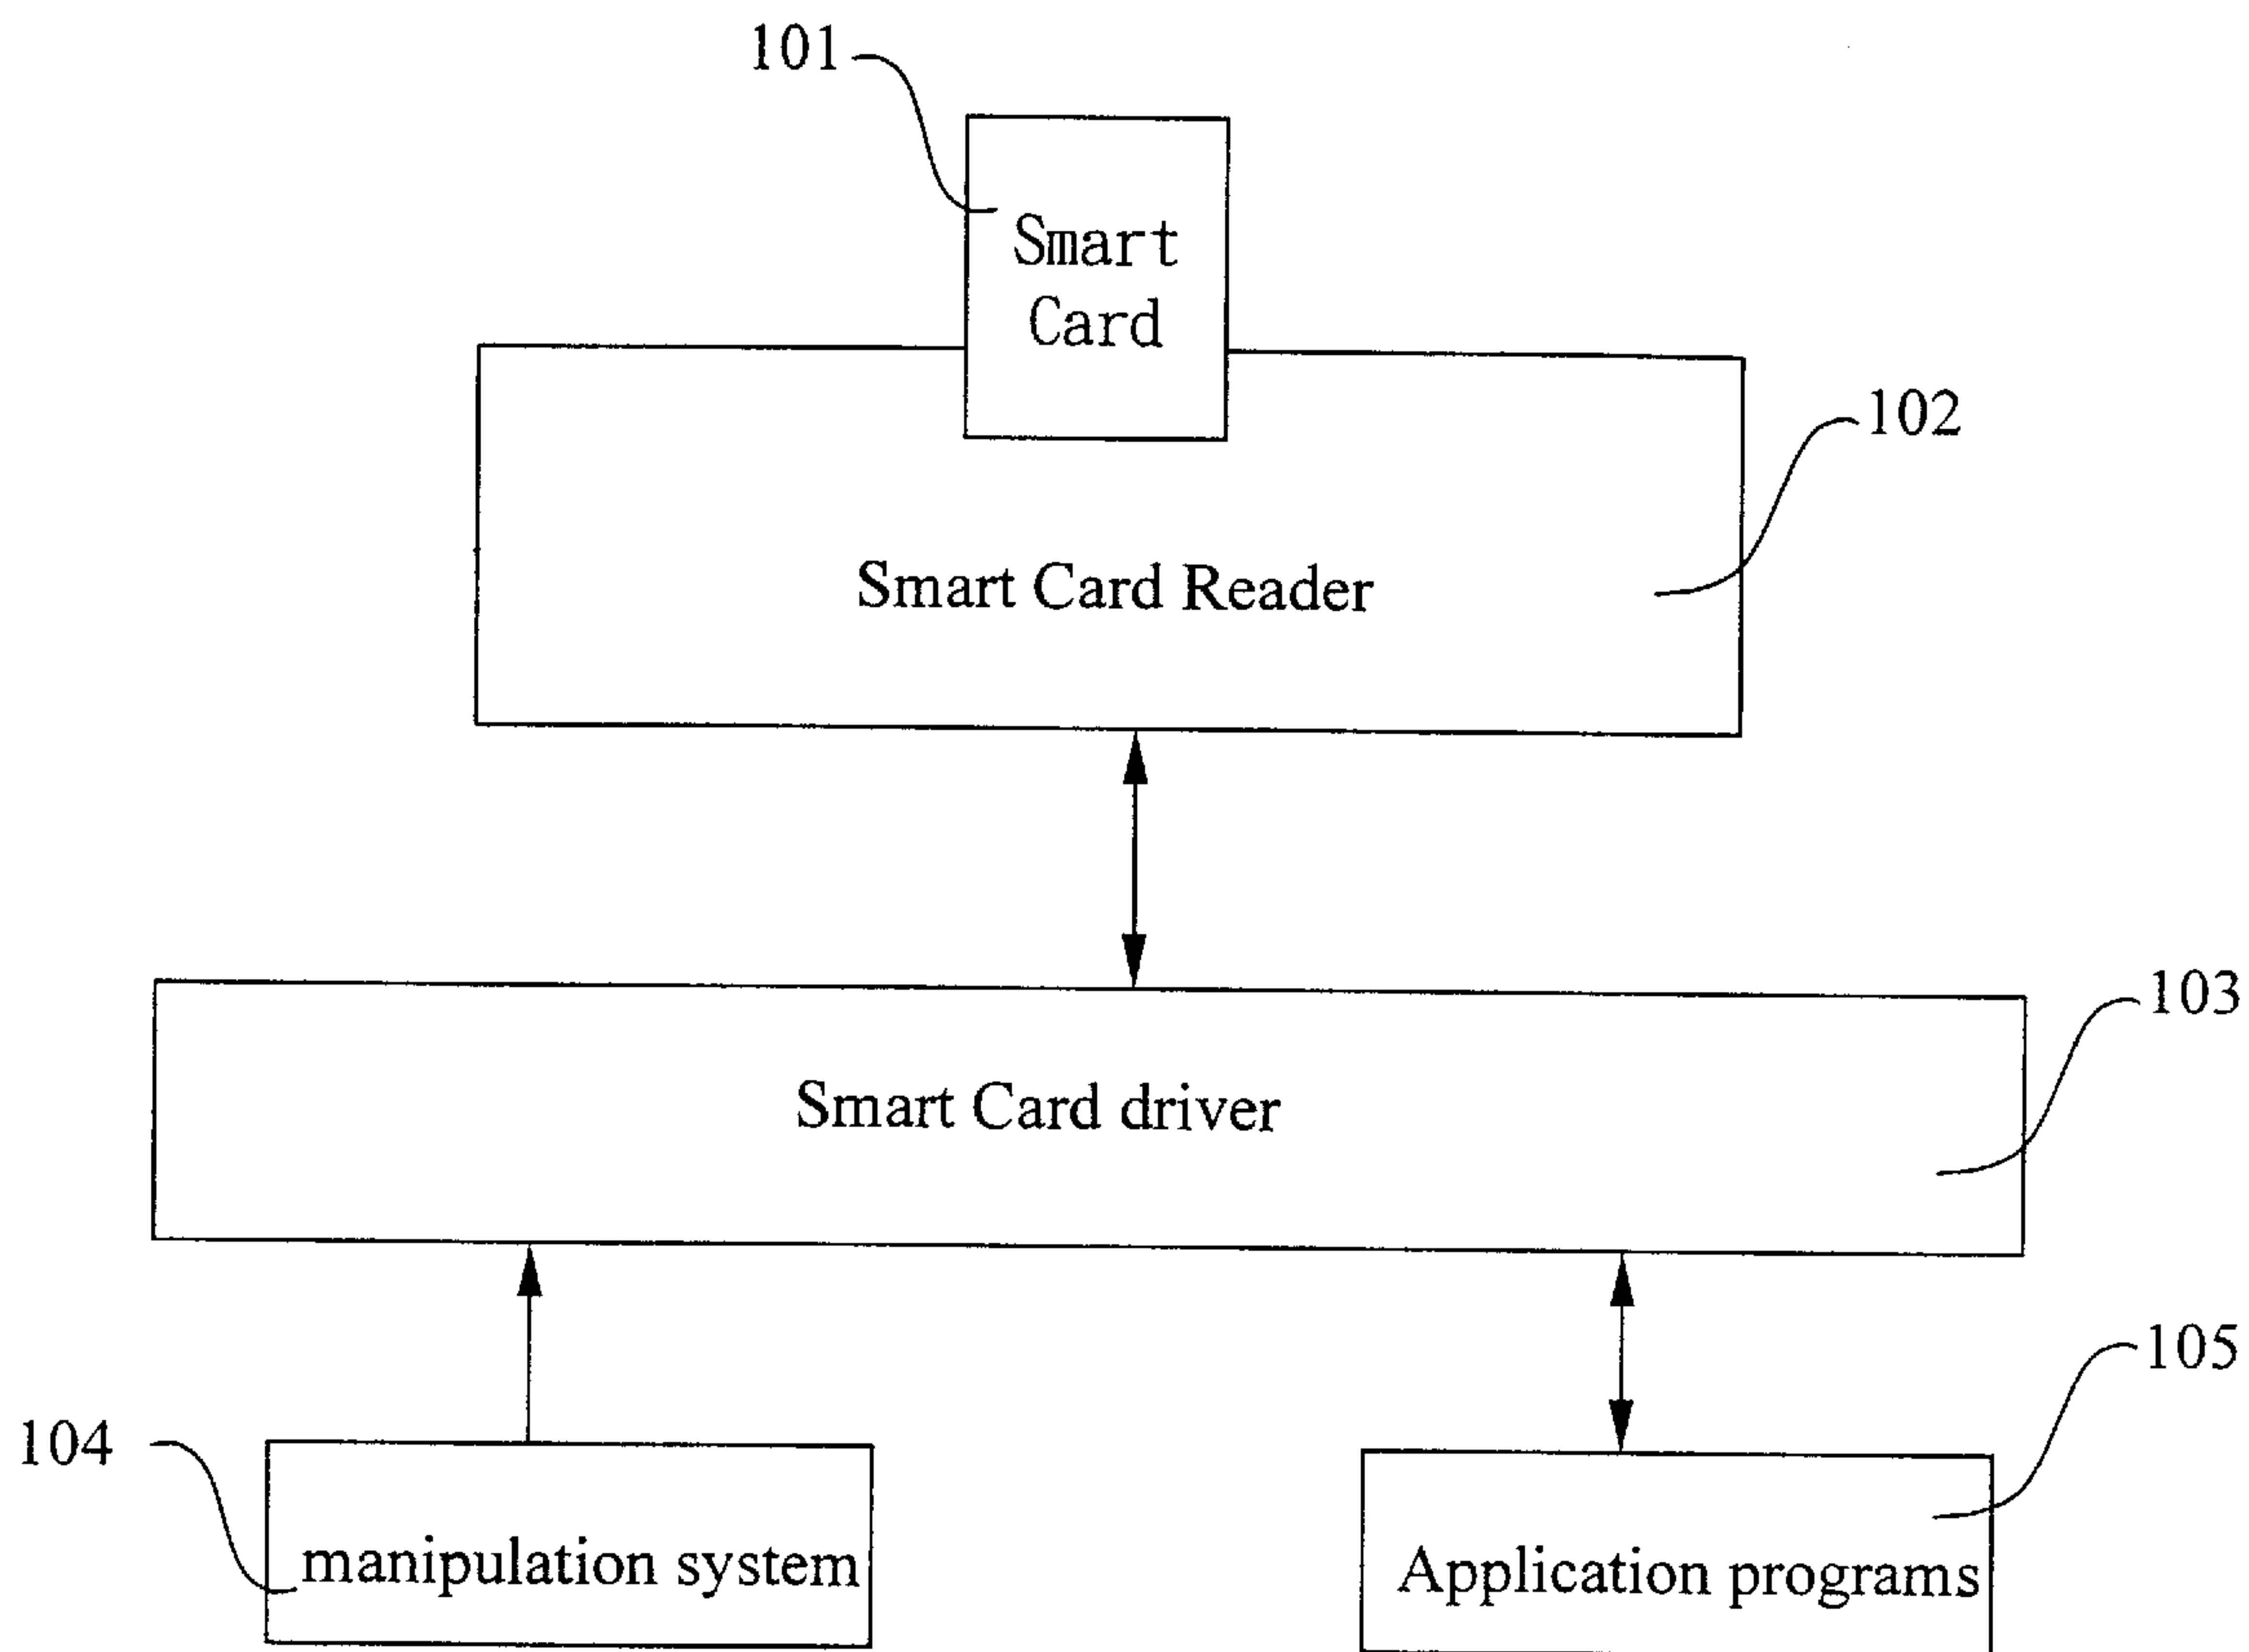 101
Smart
Card
102
Smart Card Reader
103
Smart Card driver
105
104
manipulation system
Application programs